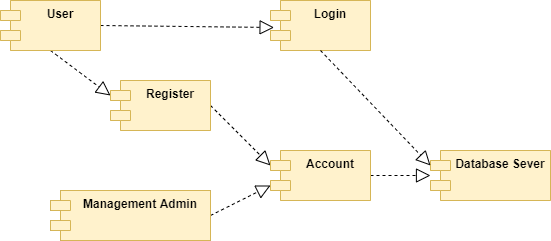 User
Login
Register
Account
Database Sever
Management Admin